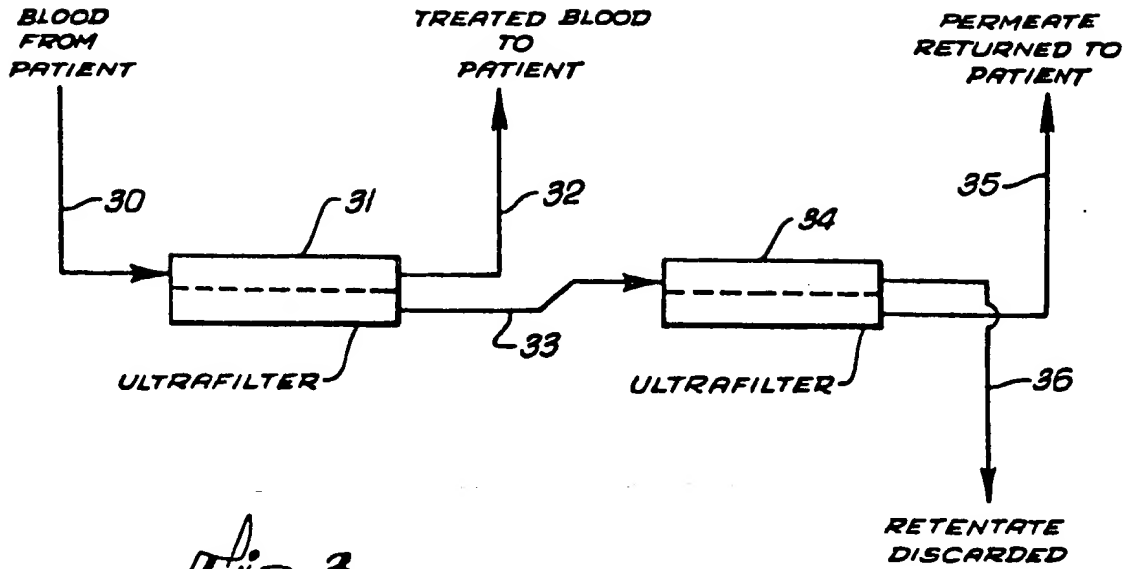 BLOOD
FROM
PATIENT
TREATED BLOOD
TO
PATIENT
PERMEATE
RETURNED TO
PATIENT
30
31
32
33
34
35
36
ULTRAFILTER
ULTRAFILTER
RETENTATE
DISCARDED